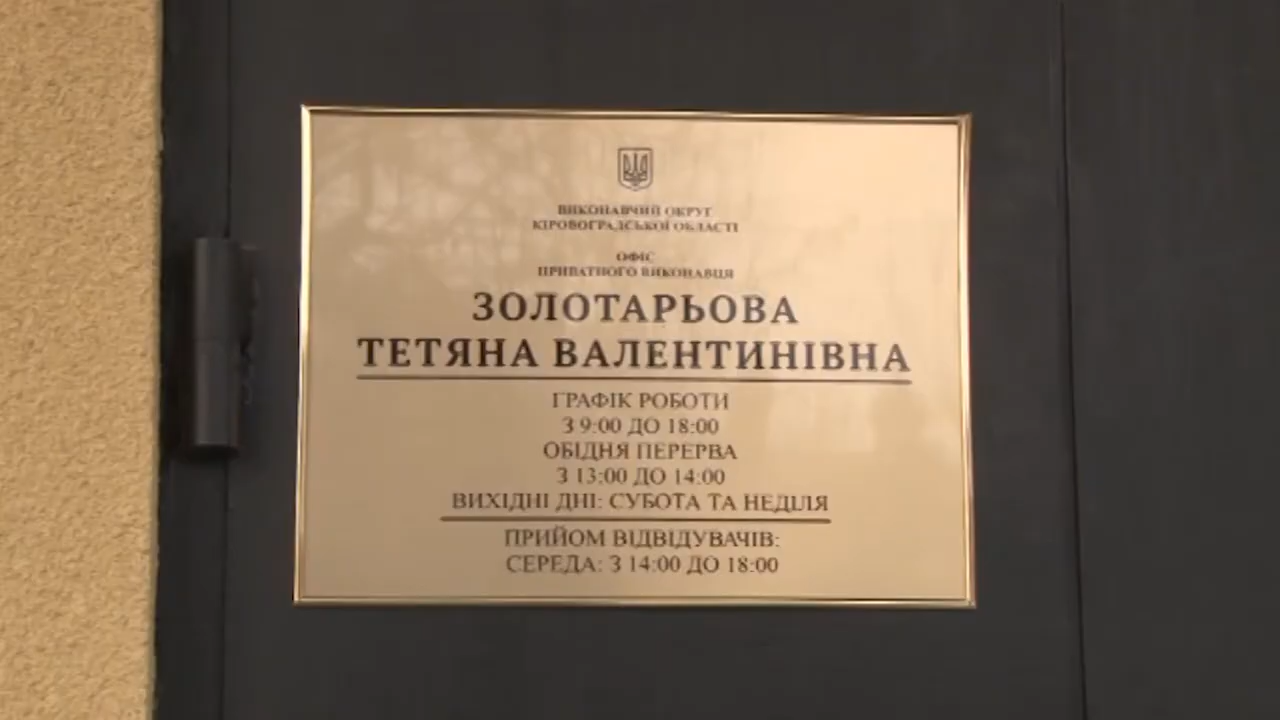 ВИКОНАВЧИЙ ОКРУГ
КІРОВОГРАДСЬКОЇ ОБЛАСТІ
ОФІС
ПРИВАТНОГО ВИКОНАВЦЯ
ЗОЛОТАРЬОВА
ТЕТЯНА ВАЛЕНТИНІВНА
ГРАФІК РОБОТИ
З 9:00 ДО 18:00
ОБІДНЯ ПЕРЕРВА
З 13:00 ДО 14:00
ВИХІДНІ ДНІ: СУБОТА ТА НЕДІЛЯ
ПРИЙОМ ВІДВІДУВАЧІВ:
СЕРЕДА: З 14:00 ДО 18:00